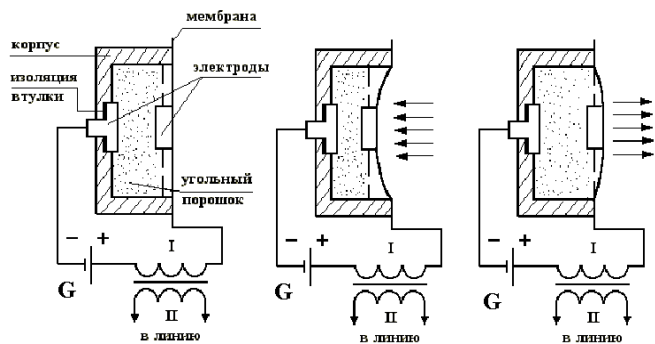 мембрана
корпус
изоляция
втулки
электроды
угольный
порошок
− +
I
G
II
в линию
− +
I
G
II
в линию
− +
I
G
II
в линию